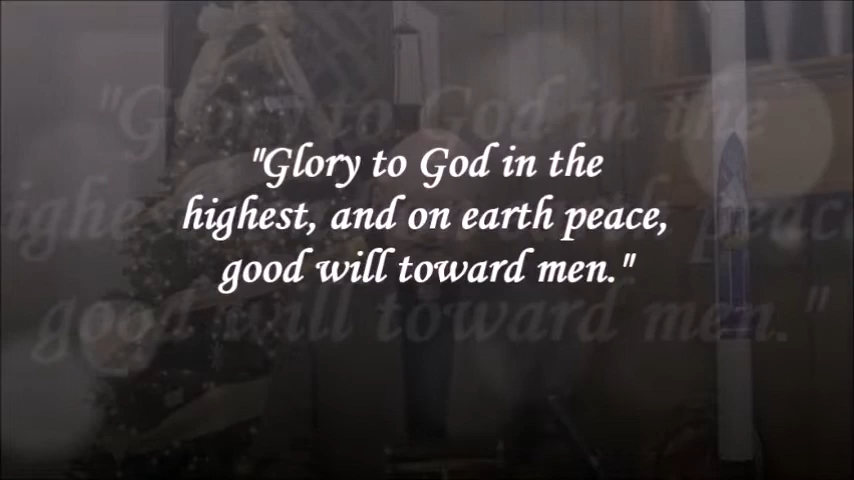 "Glory to God in the
highest, and on earth peace,
good will toward men."